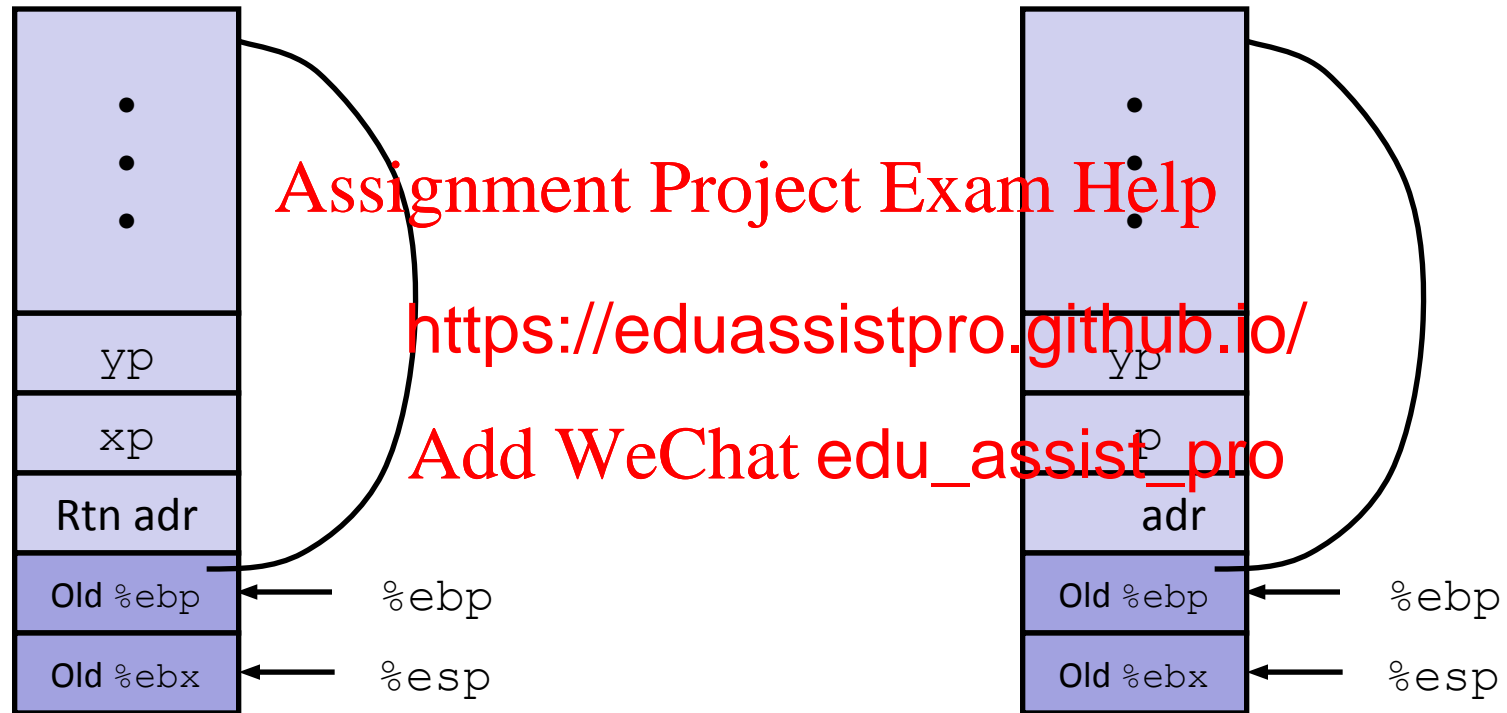 Assignment Project Exam Help
https://eduassistpro.github.io/
Add WeChat edu_assist_pro
yp
xp
Rtn adr
Old %ebp
%ebp
Old %ebx
%esp
yp
p
adr
Old %ebp
%ebp
Old %ebx
%esp